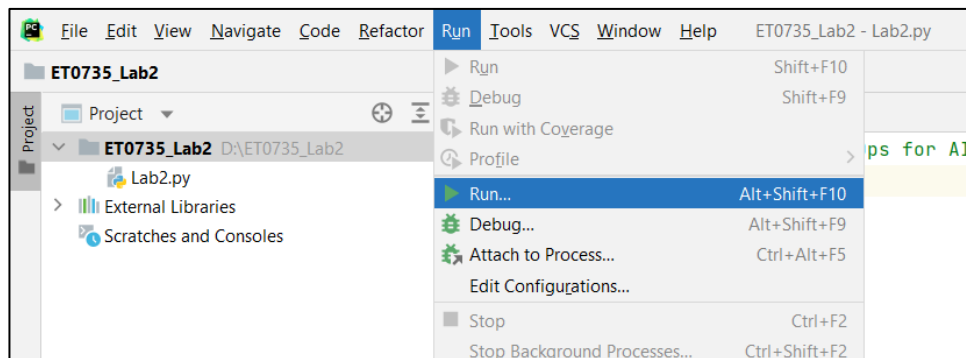 PC
File Edit View Navigate Code Refactor Run Tools VCS Window Help ET0735_Lab2 - Lab2.py
ET0735_Lab2
Project
Project
ET0735_Lab2 D:\ET0735_Lab2
Lab2.py
External Libraries
Scratches and Consoles
Run Shift+F10
Debug Shift+F9
Run with Coverage
Profile
Run... Alt+Shift+F10
Debug... Alt+Shift+F9
Attach to Process... Ctrl+Alt+F5
Edit Configurations...
Stop Ctrl+F2
Stop Background Processes... Ctrl+Shift+F2
ps for AI